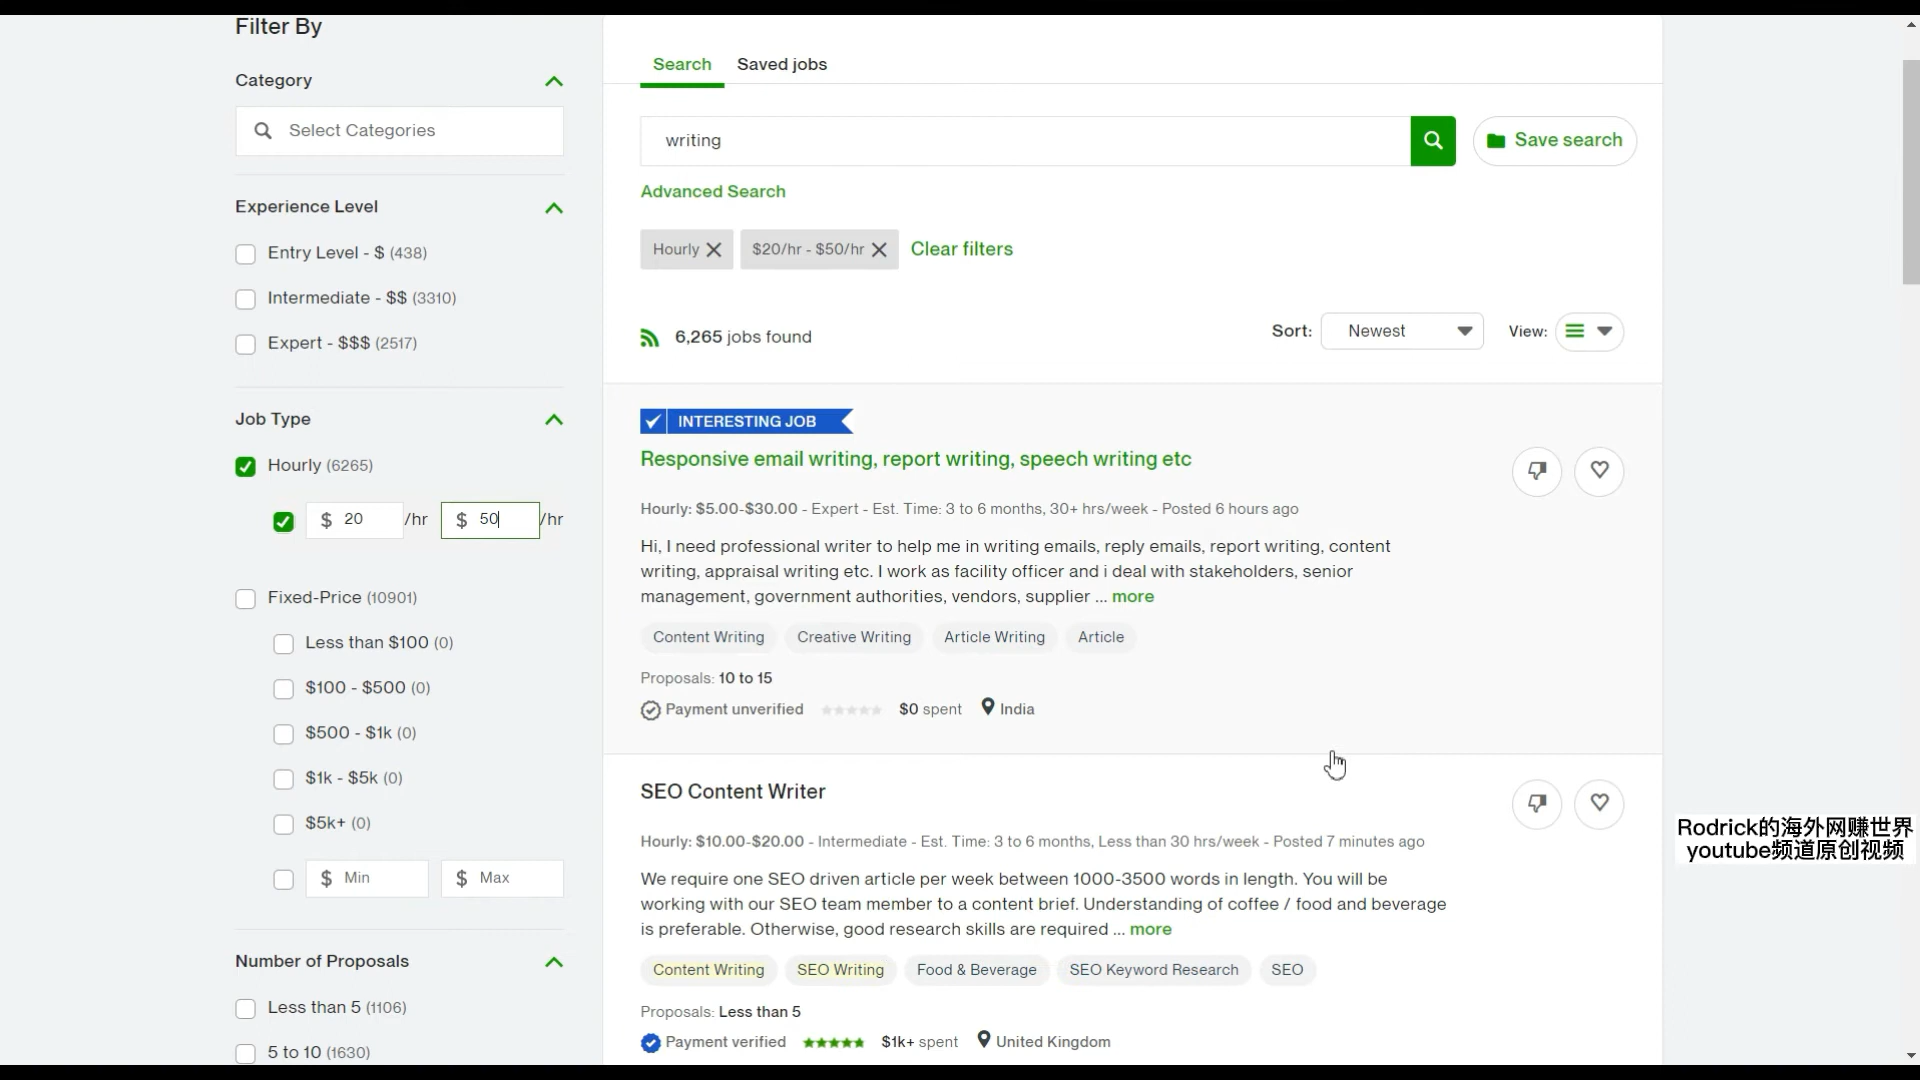 Filter By
Category
Select Categories
Experience Level
Entry Level - $ (438)
Intermediate - $$ (3310)
Expert - $$$ (2517)
Job Type
Hourly (6265)
$ 20 /hr $ 50 /hr
Fixed-Price (10901)
Less than $100 (0)
$100 - $500 (0)
$500 - $1k (0)
$1k - $5k (0)
$5k+ (0)
$ Min $ Max
Number of Proposals
Less than 5 (1106)
5 to 10 (1630)
Search Saved jobs
writing
Save search
Advanced Search
Hourly $20/hr - $50/hr Clear filters
6,265 jobs found
Sort: Newest View:
INTERESTING JOB
Responsive email writing, report writing, speech writing etc
Hourly: $5.00-$30.00 - Expert - Est. Time: 3 to 6 months, 30+ hrs/week - Posted 6 hours ago
Hi, I need professional writer to help me in writing emails, reply emails, report writing, content
writing, appraisal writing etc. I work as facility officer and i deal with stakeholders, senior
management, government authorities, vendors, supplier ... more
Content Writing Creative Writing Article Writing Article
Proposals: 10 to 15
Payment unverified $0 spent India
SEO Content Writer
Hourly: $10.00-$20.00 - Intermediate - Est. Time: 3 to 6 months, Less than 30 hrs/week - Posted 7 minutes ago
We require one SEO driven article per week between 1000-3500 words in length. You will be
working with our SEO team member to a content brief. Understanding of coffee / food and beverage
is preferable. Otherwise, good research skills are required ... more
Content Writing SEO Writing Food & Beverage SEO Keyword Research SEO
Proposals: Less than 5
Payment verified $1k+ spent United Kingdom
Rodrick的海外网赚世界
youtube频道原创视频